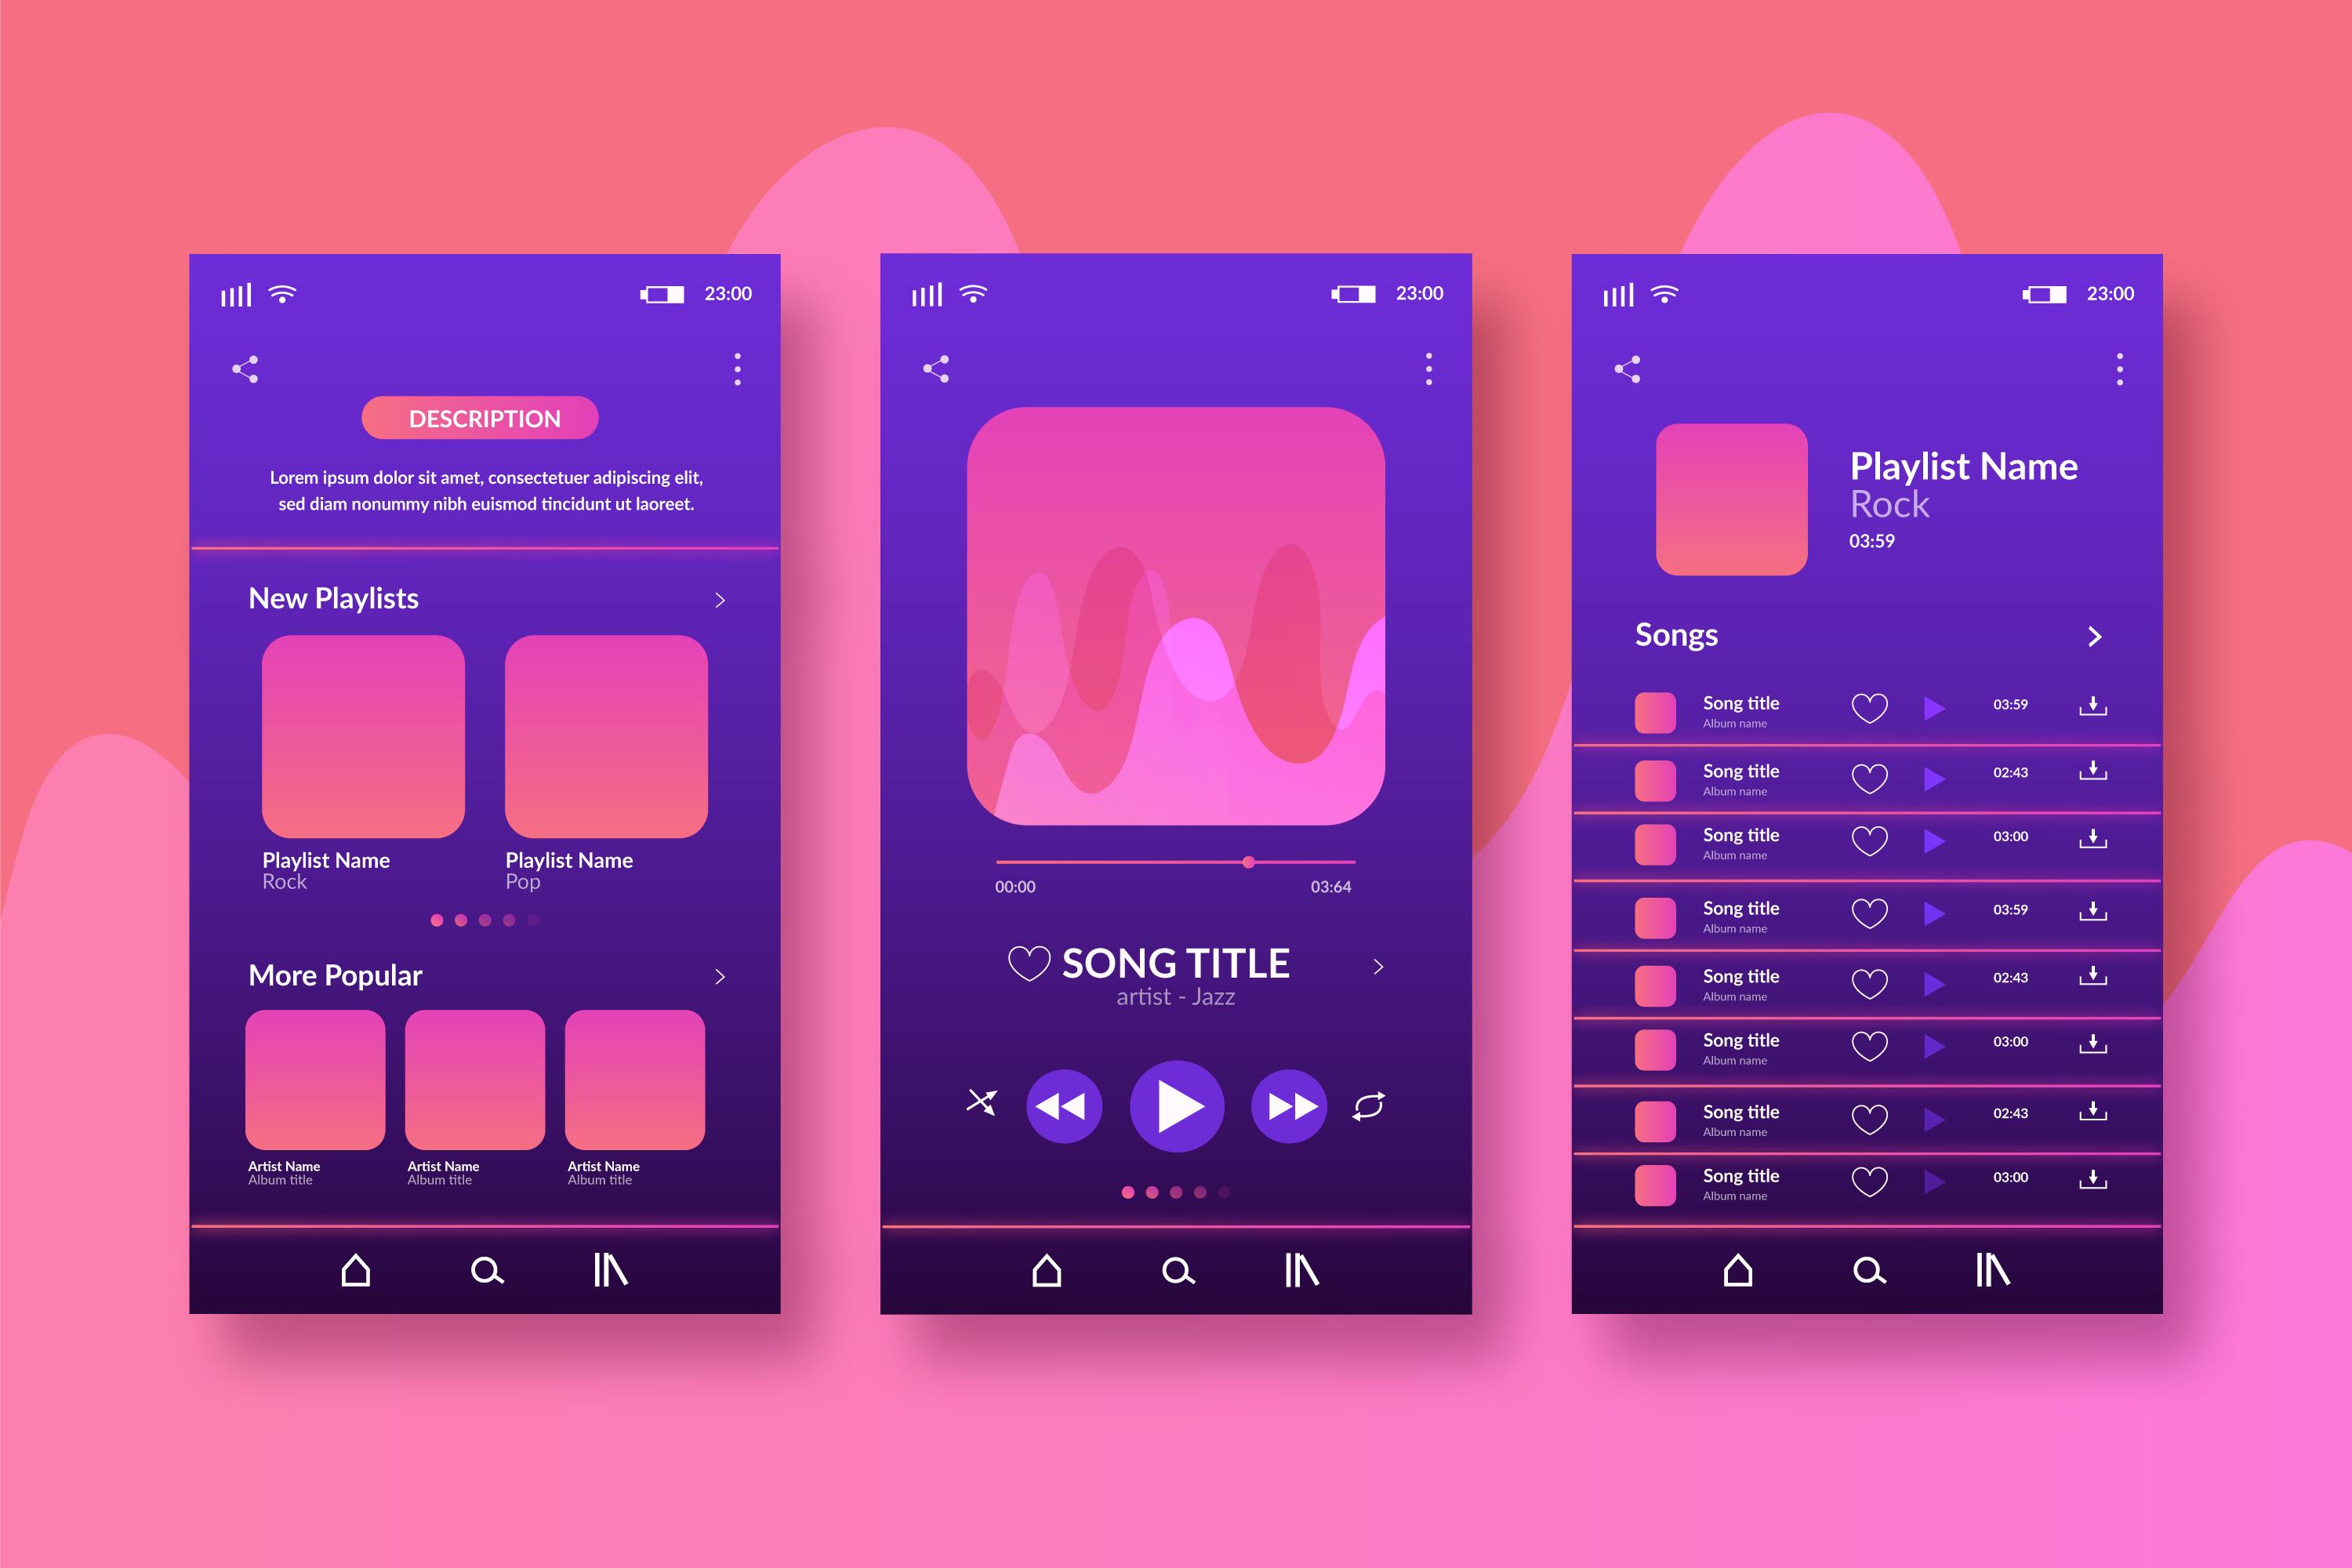 23:00
DESCRIPTION
Lorem ipsum dolor sit amet, consectetuer adipiscing elit,
sed diam nonummy nibh euismod tincidunt ut laoreet.
New Playlists
Playlist Name
Rock
Playlist Name
Pop
More Popular
Artist Name
Album title
Artist Name
Album title
Artist Name
Album title
23:00
00:00
03:64
SONG TITLE
artist - Jazz
23:00
Playlist Name
Rock
03:59
Songs
Song title
Album name
03:59
Song title
Album name
02:43
Song title
Album name
03:00
Song title
Album name
03:59
Song title
Album name
02:43
Song title
Album name
03:00
Song title
Album name
02:43
Song title
Album name
03:00